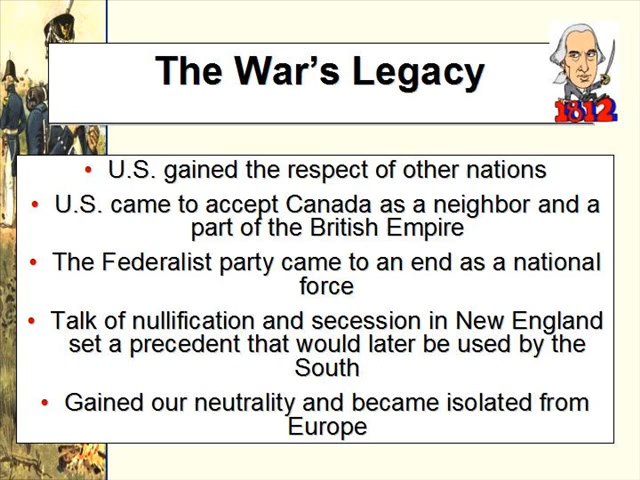 The War's Legacy
1812
• U.S. gained the respect of other nations
• U.S. came to accept Canada as a neighbor and a
part of the British Empire
• The Federalist party came to an end as a national
force
• Talk of nullification and secession in New England
set a precedent that would later be used by the
South
• Gained our neutrality and became isolated from
Europe